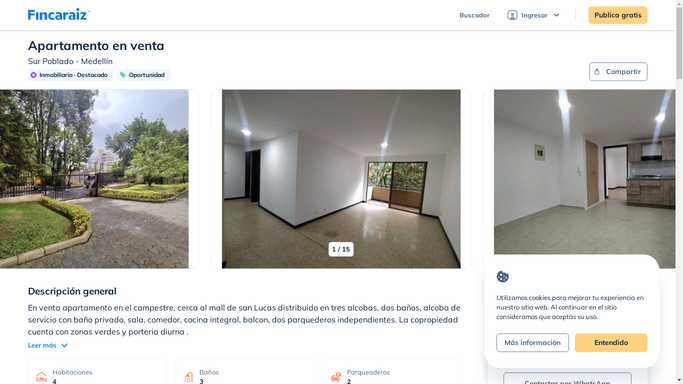 Fincaraiz
Buscador
Ingresar
Publica gratis
Apartamento en venta
Sur Poblado - Medellín
Inmobiliaria · Destacado
Oportunidad
Compartir
1 / 15
Descripción general
En venta apartamento en el campestre, cerca al mall de san Lucas distribuido en tres alcobas, dos baños, alcoba de
servicio con baño privado, sala, comedor, cocina integral, balcon, dos parquederos independientes. La copropiedad
cuenta con zonas verdes y porteria diurna .
Leer más
Habitaciones
4
Baños
3
Parqueaderos
2
Utilizamos cookies para mejorar tu experiencia en
nuestro sitio web. Al continuar en el sitio
consideramos que aceptas su uso.
Más información
Entendido
Contactar por WhatsApp